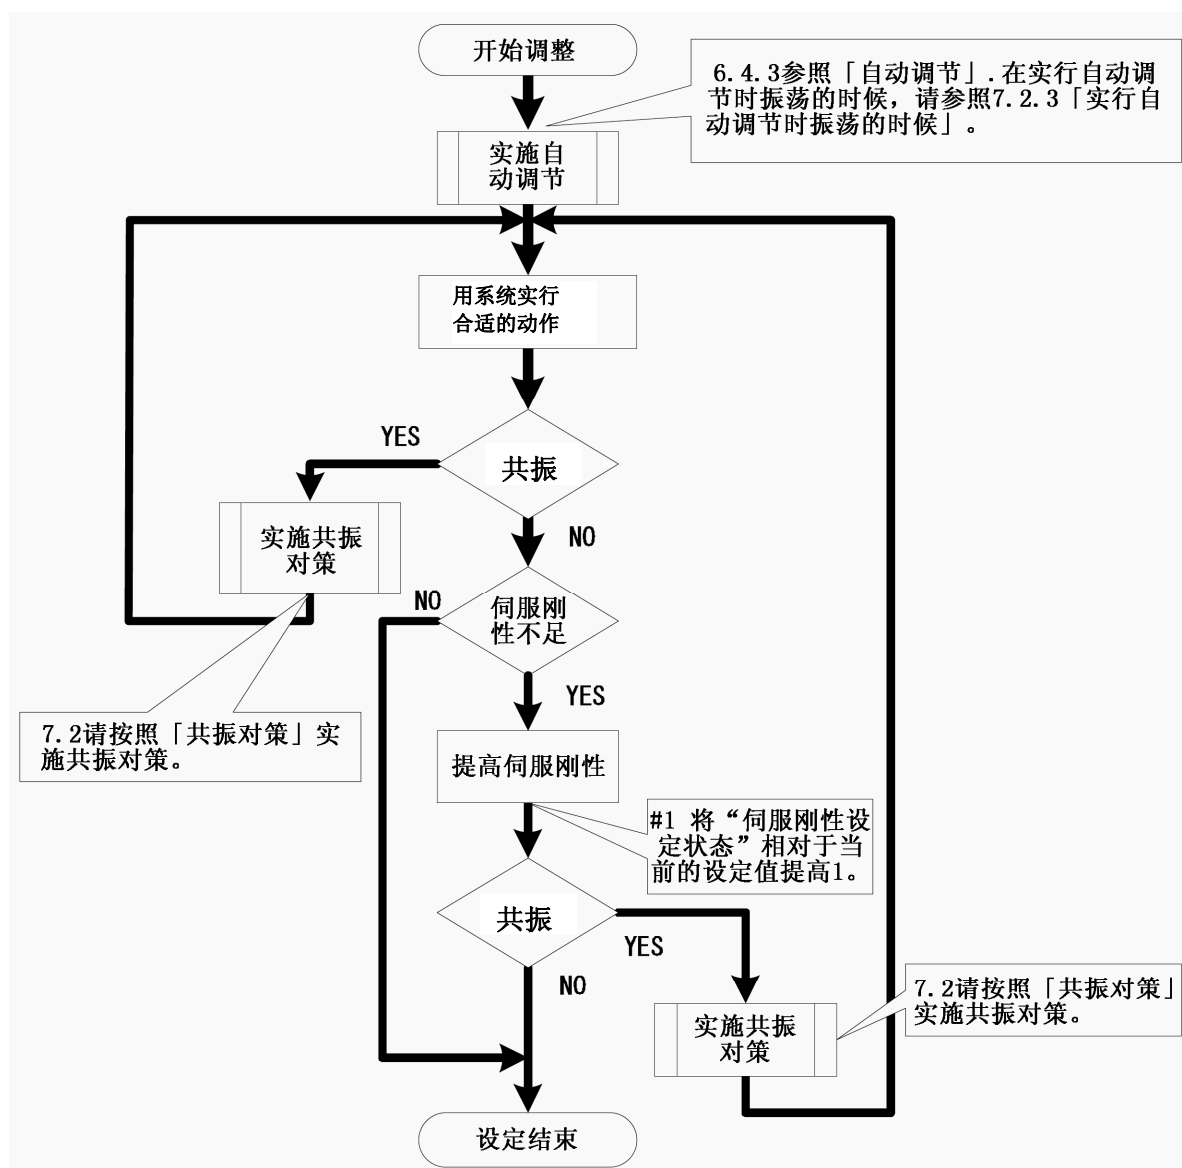 开始调整
6.4.3参照「自动调节」.在实行自动调
节时振荡的时候，请参照7.2.3「实行自
动调节时振荡的时候」。
实施自
动调节
用系统实行
合适的动作
YES
共振
NO
实施共振
对策
NO
伺服刚
性不足
YES
7.2请按照「共振对策」实
施共振对策。
提高伺服刚性
#1 将“伺服刚性设
定状态”相对于当
前的设定值提高1。
共振
YES
NO
7.2请按照「共振对策」
实施共振对策。
实施共振
对策
设定结束